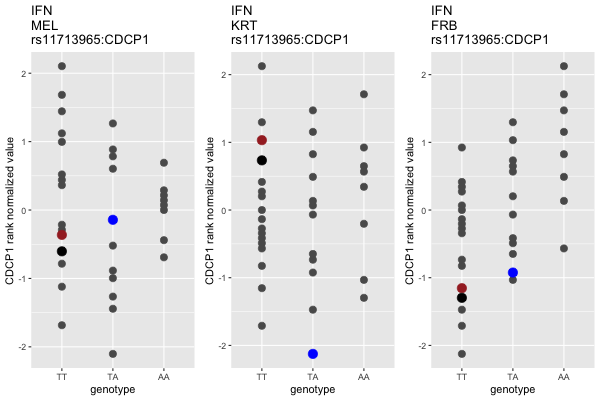 IFN
MEL
rs11713965:CDCP1
CDCP1 rank normalized value
2
1
0
-1
-2
TT TA AA
genotype
IFN
KRT
rs11713965:CDCP1
CDCP1 rank normalized value
2
1
0
-1
-2
TT TA AA
genotype
IFN
FRB
rs11713965:CDCP1
CDCP1 rank normalized value
2
1
0
-1
-2
TT TA AA
genotype